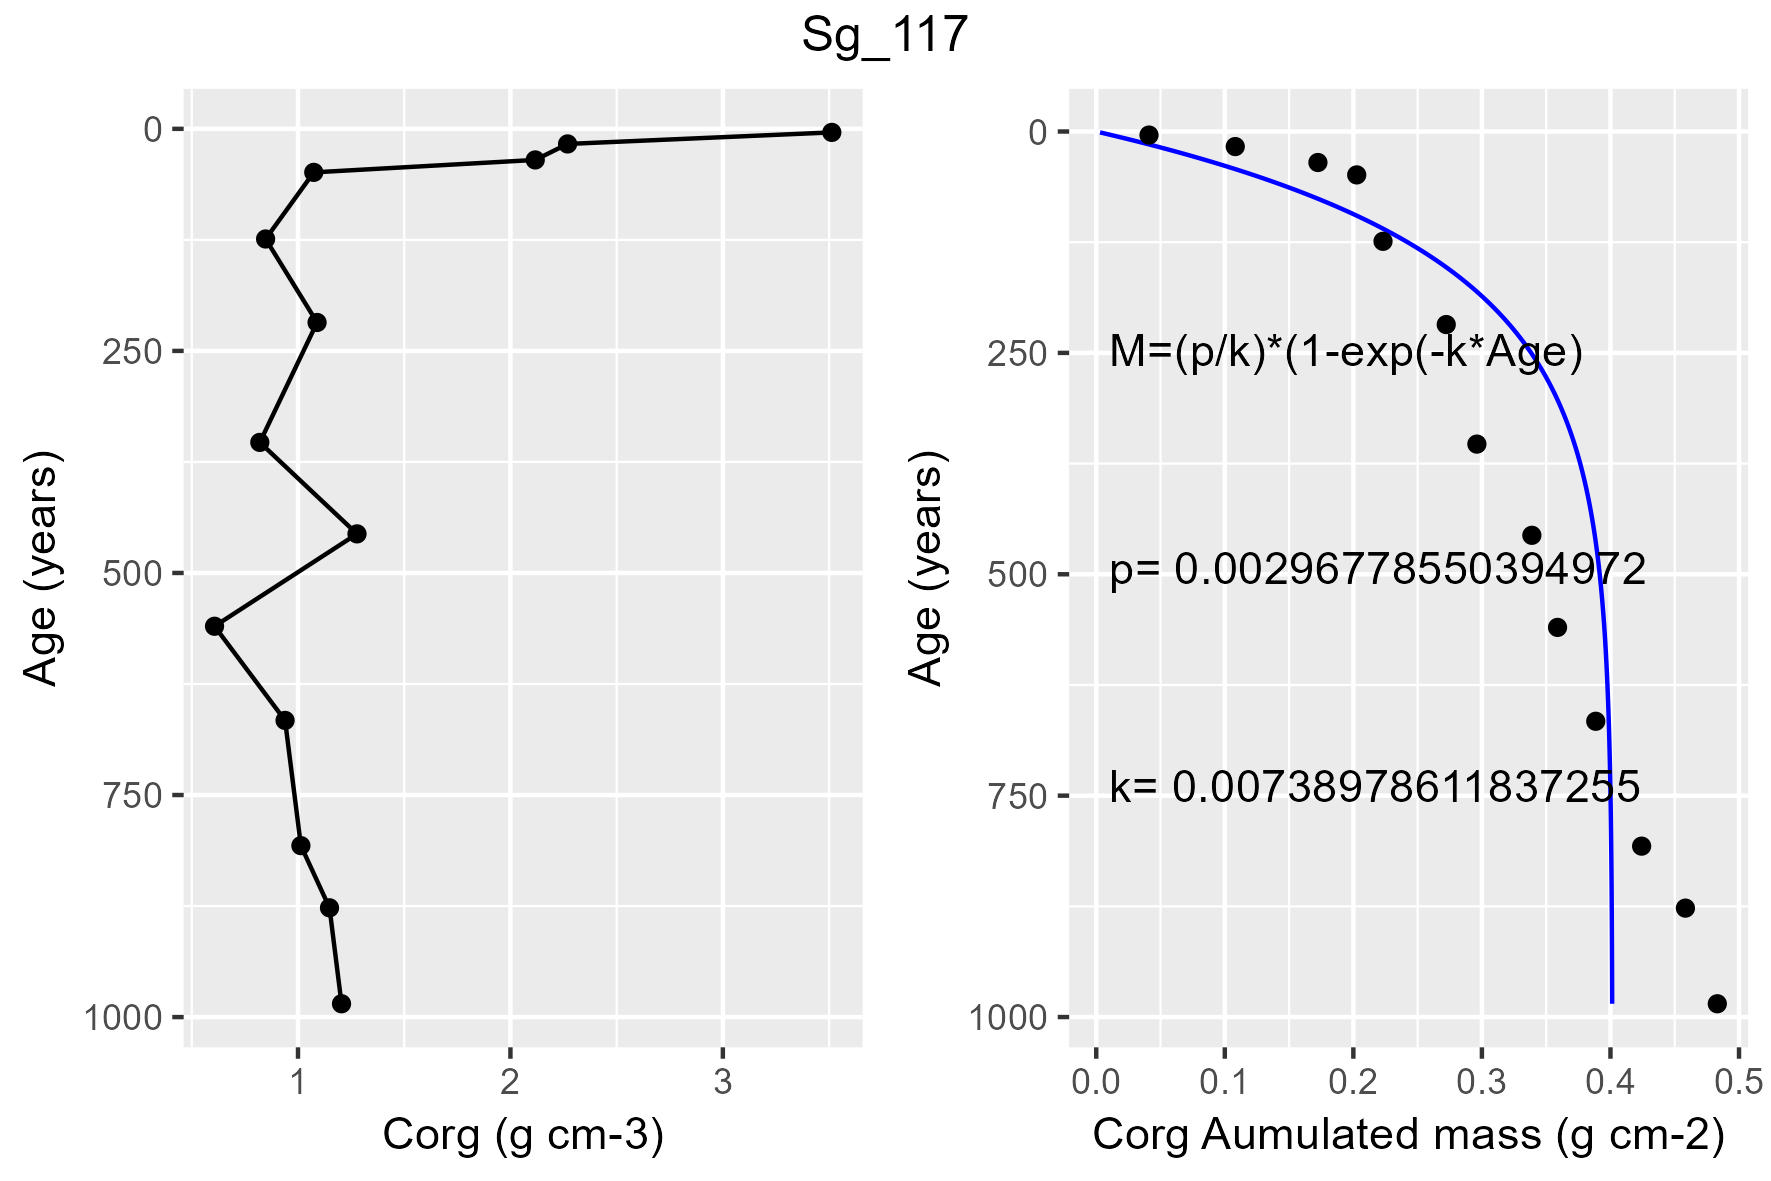 Sg_117
0
250
500
750
1000
Age (years)
1
2
3
Corg (g cm-3)
0
250
500
750
1000
Age (years)
M=(p/k)*(1-exp(-k*Age)
p= 0.00296778550394972
k= 0.00738978611837255
0.0
0.1
0.2
0.3
0.4
0.5
Corg Aumulated mass (g cm-2)